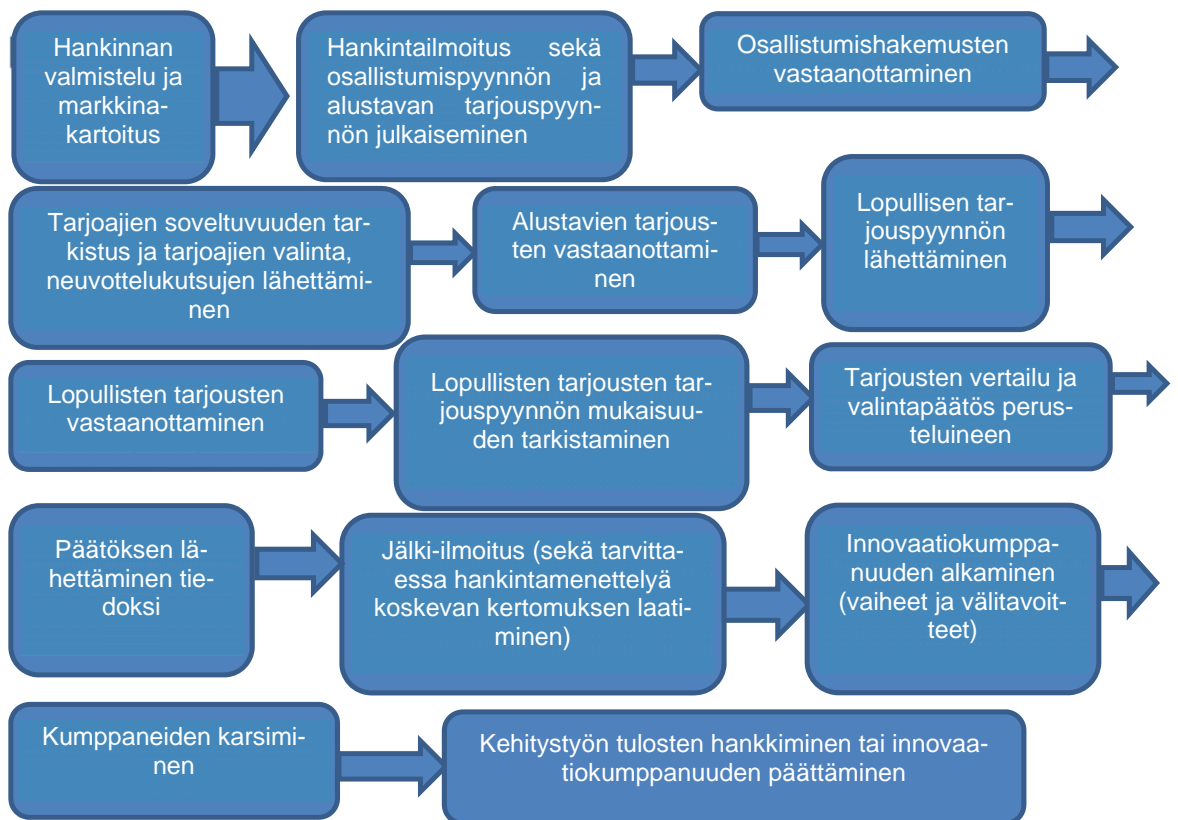 Hankinnan
valmistelu ja
markkina-
kartoitus
Hankintailmoitus sekä
osallistumispyynnön ja
alustavan tarjouspyyn-
nön julkaiseminen
Osallistumishakemusten
vastaanottaminen
Tarjoajien soveltuvuuden tar-
kistus ja tarjoajien valinta,
neuvottelukutsujen lähettämi-
nen
Alustavien tarjous-
ten vastaanottami-
nen
Lopullisen tar-
jouspyynnön
lähettäminen
Lopullisten tarjousten
vastaanottaminen
Lopullisten tarjousten tar-
jouspyynnön mukaisuu-
den tarkistaminen
Tarjousten vertailu ja
valintapäätös perus-
teluineen
Päätöksen lä-
hettäminen tie-
doksi
Jälki-ilmoitus (sekä tarvitta-
essa hankintamenettelyä
koskevan kertomuksen laati-
minen)
Innovaatiokumppa-
nuuden alkaminen
(vaiheet ja välitavoit-
teet)
Kumppaneiden karsimi-
nen
Kehitystyön tulosten hankkiminen tai innovaa-
tiokumppanuuden päättäminen